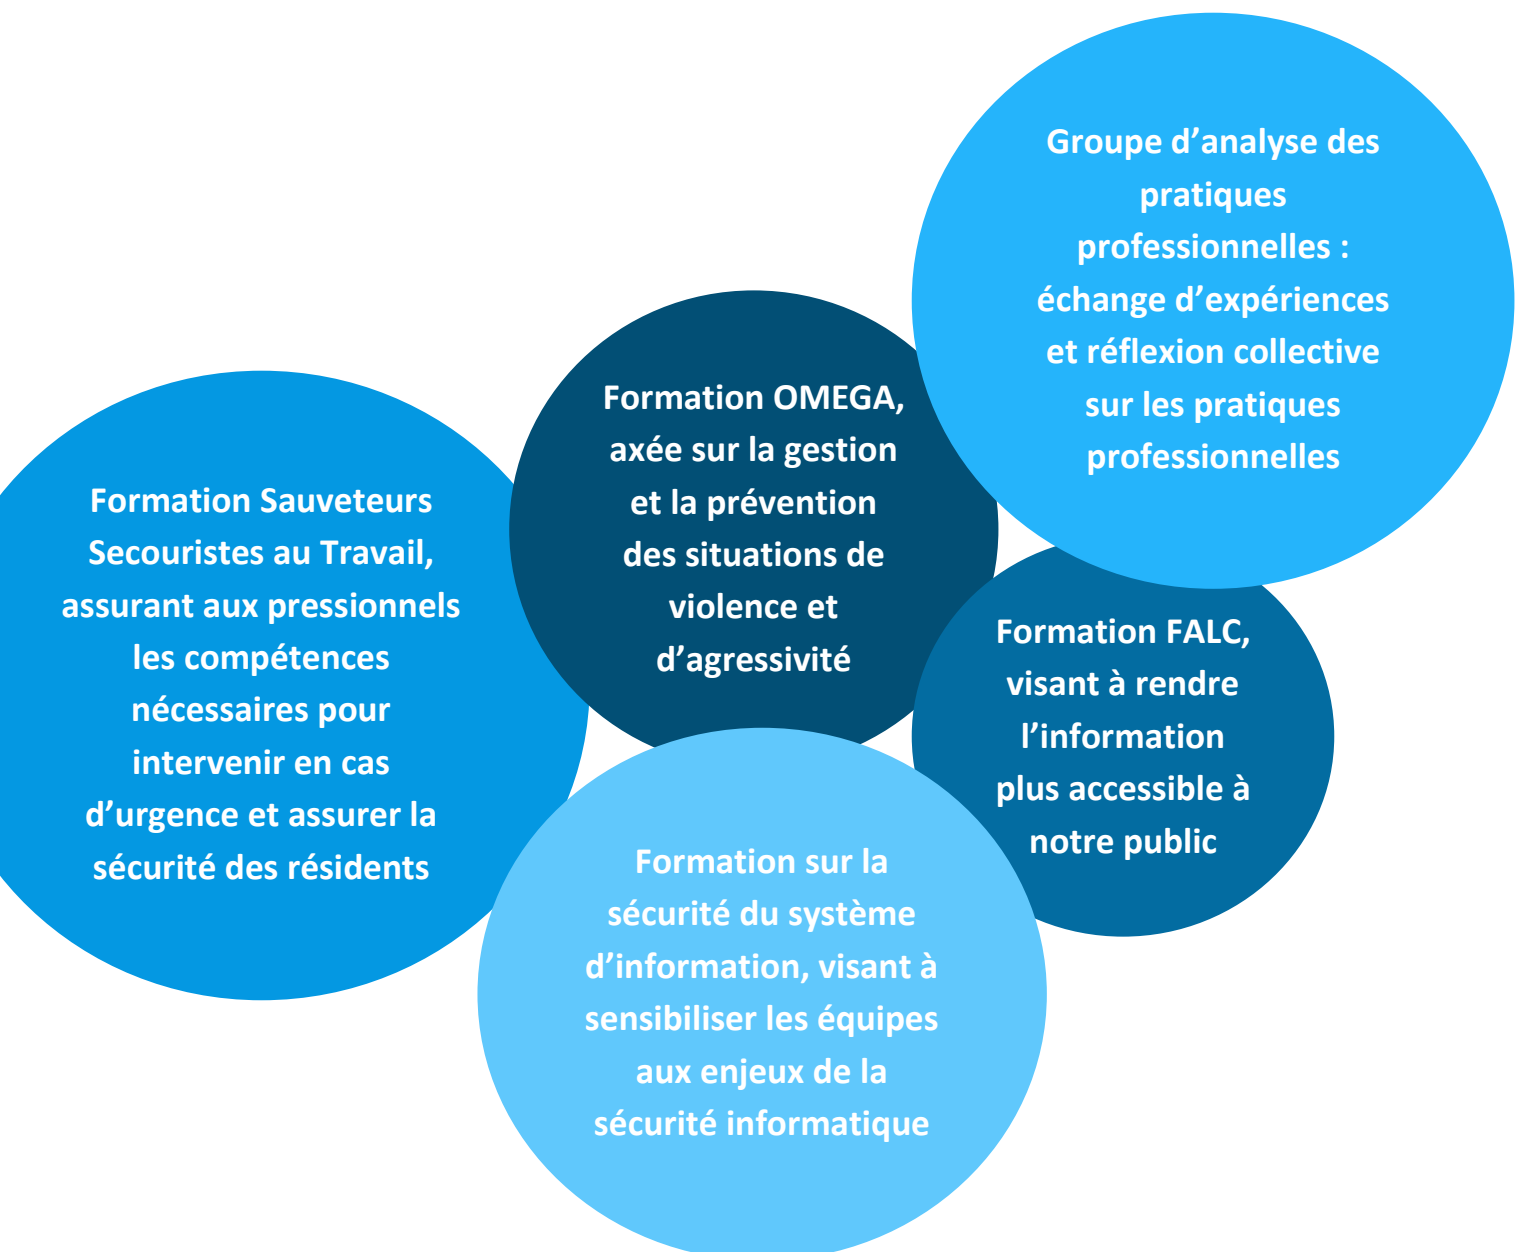 Groupe d’analyse des
pratiques
professionnelles :
échange d’expériences
et réflexion collective
sur les pratiques
professionnelles
Formation OMEGA,
axée sur la gestion
et la prévention
des situations de
violence et
d’agressivité
Formation Sauveteurs
Secouristes au Travail,
assurant aux pressionnels
les compétences
nécessaires pour
intervenir en cas
d’urgence et assurer la
sécurité des résidents
Formation FALC,
visant à rendre
l’information
plus accessible à
notre public
Formation sur la
sécurité du système
d’information, visant à
sensibiliser les équipes
aux enjeux de la
sécurité informatique